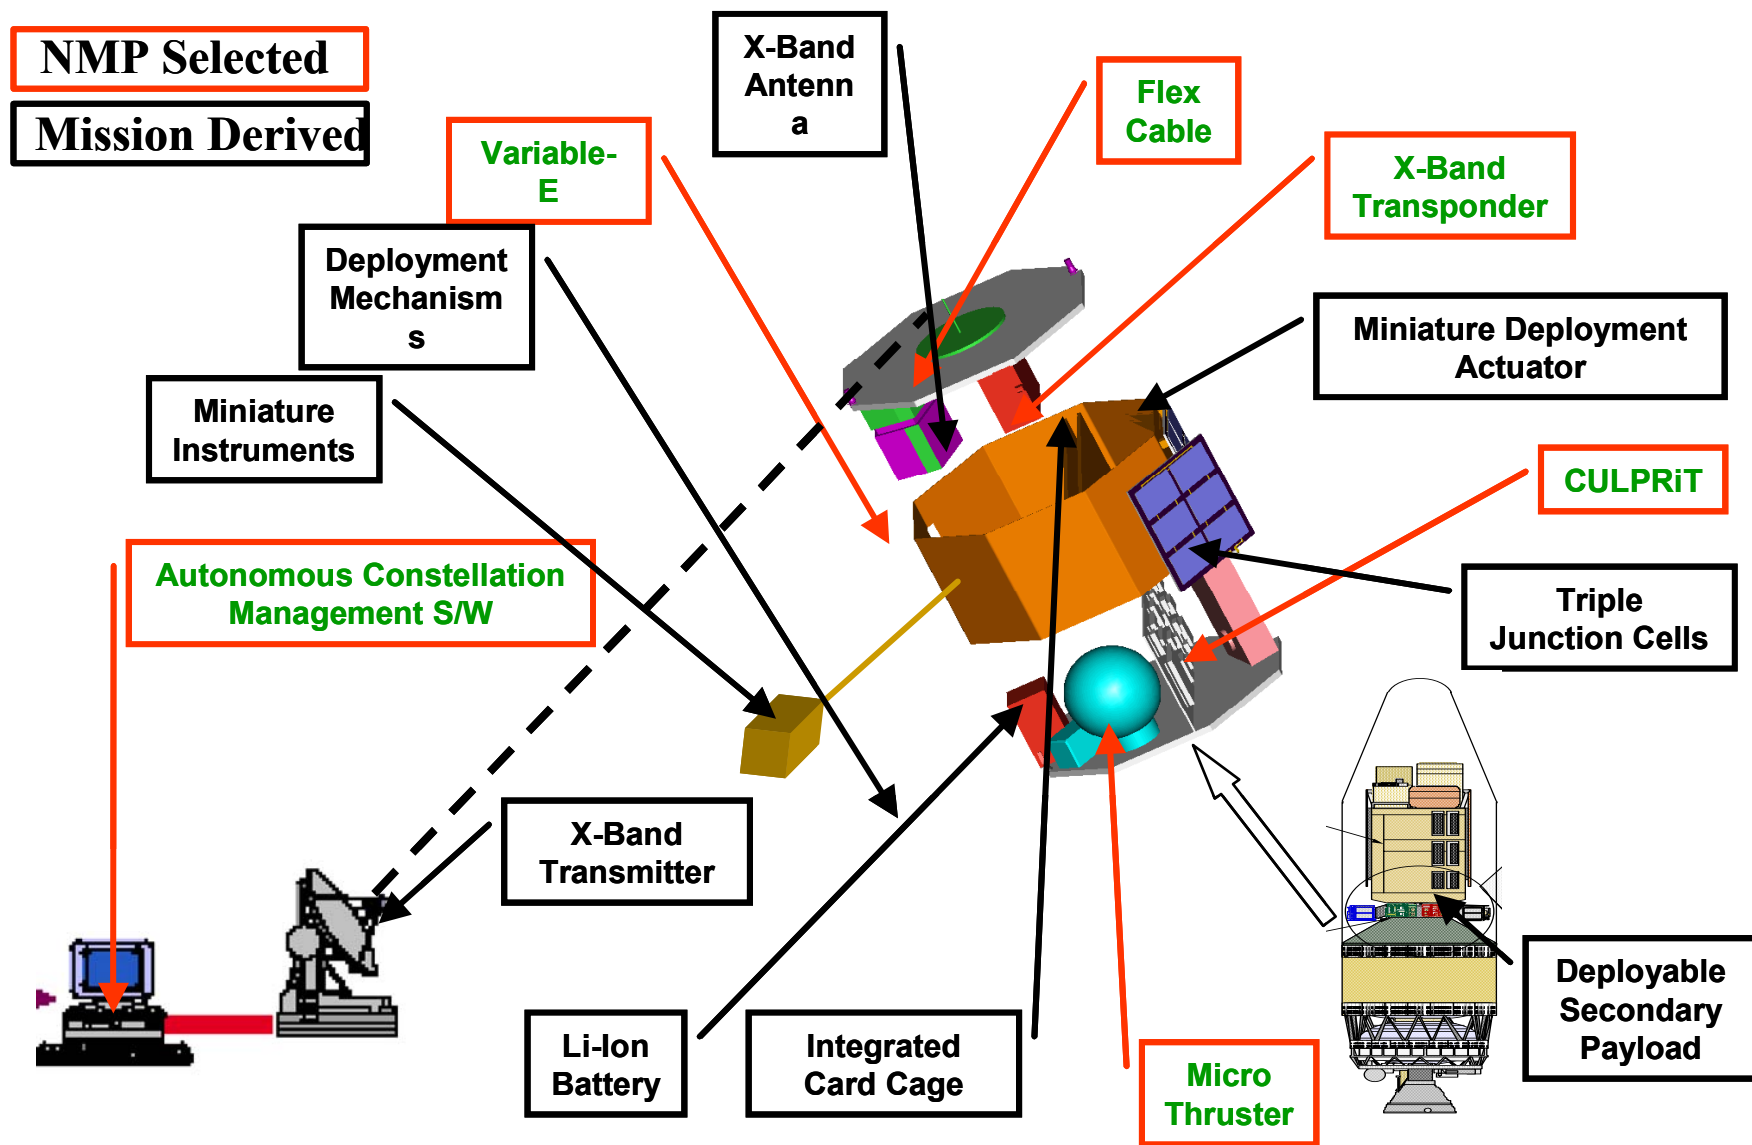 NMP Selected
Mission Derived
X-Band
Antenn
a
Flex
Cable
Variable-
E
X-Band
Transponder
Deployment
Mechanism
s
Miniature Deployment
Actuator
Miniature
Instruments
CULPRiT
Autonomous Constellation
Management S/W
Triple
Junction Cells
X-Band
Transmitter
Deployable
Secondary
Payload
Li-Ion
Battery
Integrated
Card Cage
Micro
Thruster